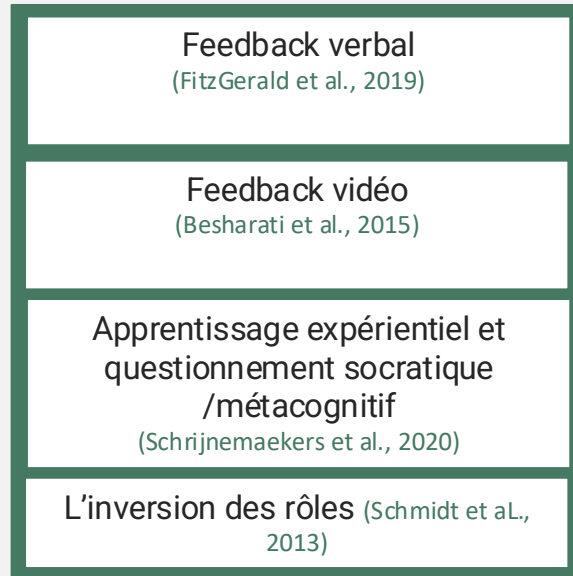 Feedback verbal
(FitzGerald et al., 2019)
Feedback vidéo
(Besharati et al., 2015)
Apprentissage expérientiel et
questionnement socratique
/métacognitif
(Schrijnemaekers et al., 2020)
L'inversion des rôles (Schmidt et aL.,
2013)